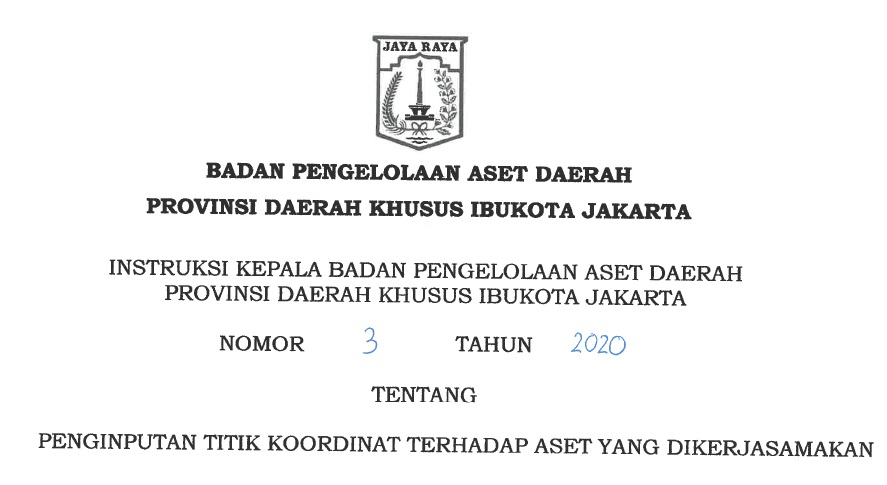 JAYA RAYA
BADAN PENGELOLAAN ASET DAERAH
PROVINSI DAERAH KHUSUS IBUKOTA JAKARTA
INSTRUKSI KEPALA BADAN PENGELOLAAN ASET DAERAH
PROVINSI DAERAH KHUSUS IBUKOTA JAKARTA
NOMOR 3 TAHUN 2020
TENTANG
PENGINPUTAN TITIK KOORDINAT TERHADAP ASET YANG DIKERJASAMAKAN